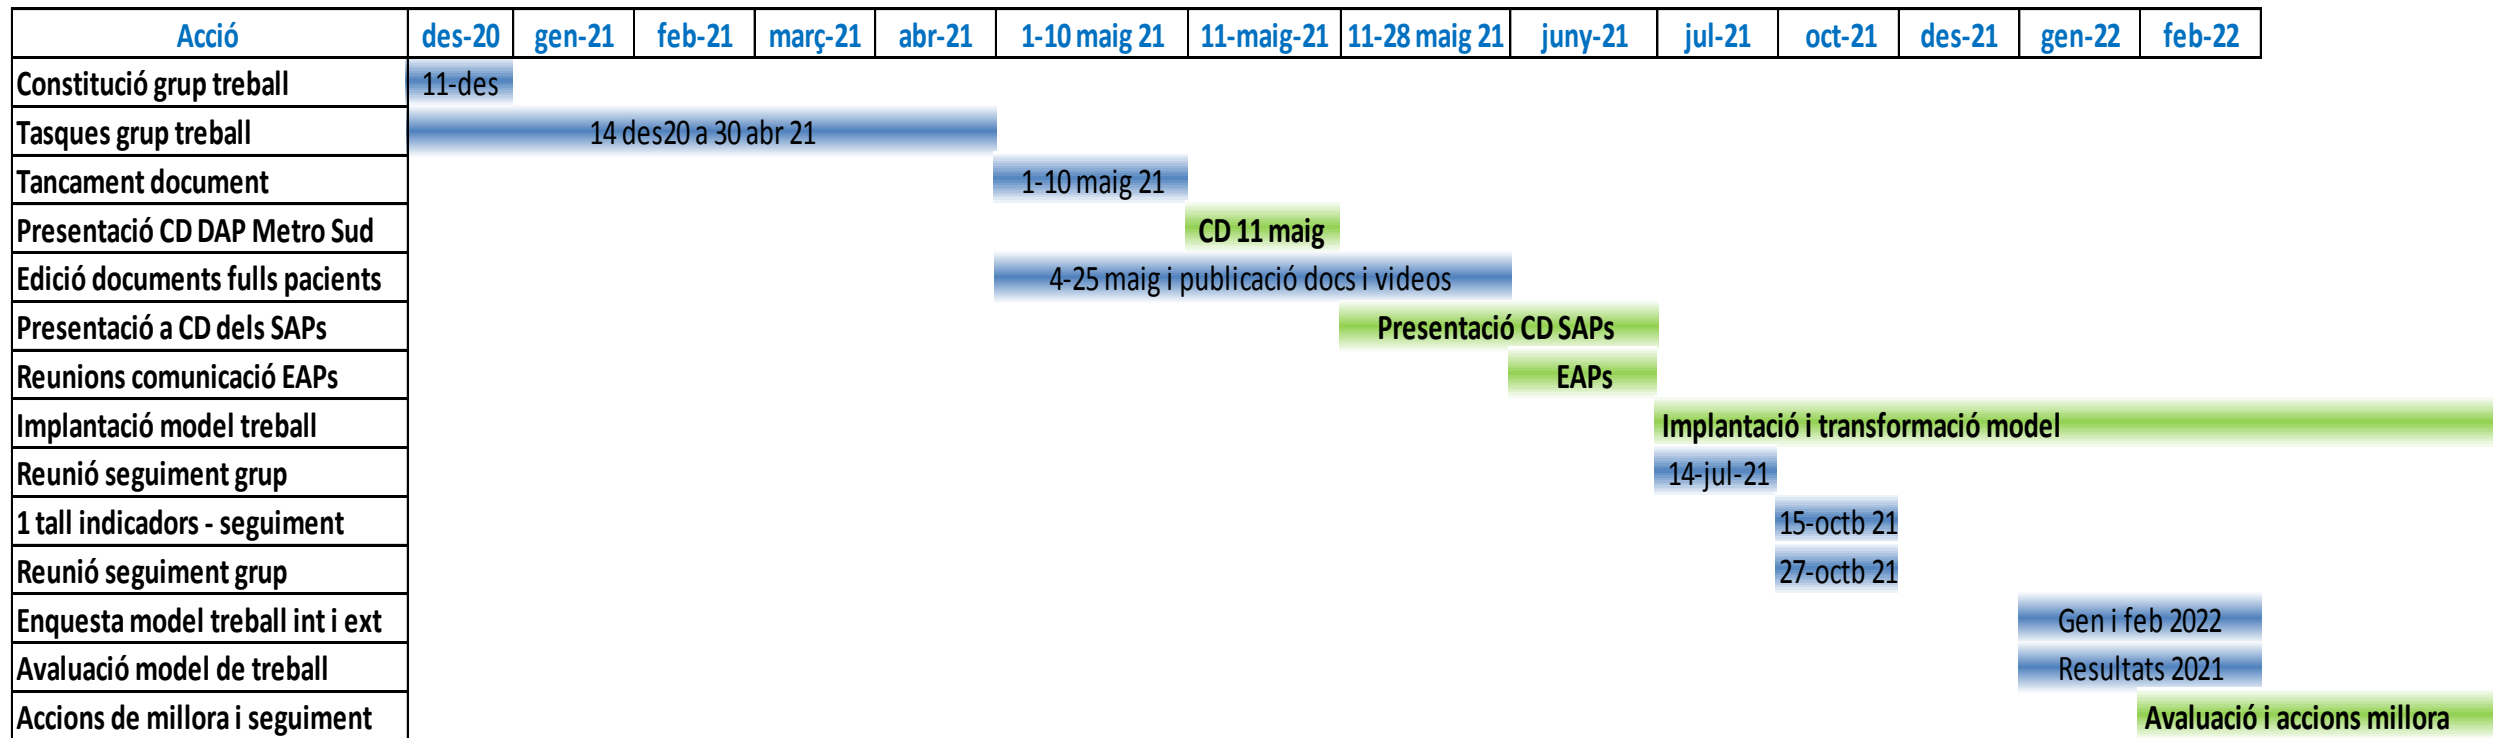 Acció des-20 gen-21 feb-21 març-21 abr-21 1-10 maig 21 11-maig-21 11-28 maig 21 juny-21 jul-21 oct-21 des-21 gen-22 feb-22
Constitució grup treball 11-des
Tasques grup treball 14 des20 a 30 abr 21
Tancament document 1-10 maig 21
Presentació CD DAP Metro Sud CD 11 maig
Edició documents fulls pacients 4-25 maig i publicació docs i videos
Presentació a CD dels SAPs Presentació CD SAPs
Reunions comunicació EAPs EAPs
Implantació model treball Implantació i transformació model
Reunió seguiment grup 14-jul-21
1 tall indicadors - seguiment 15-octb 21
Reunió seguiment grup 27-octb 21
Enquesta model treball int i ext Gen i feb 2022
Avaluació model de treball Resultats 2021
Accions de millora i seguiment Avaluació i accions millora